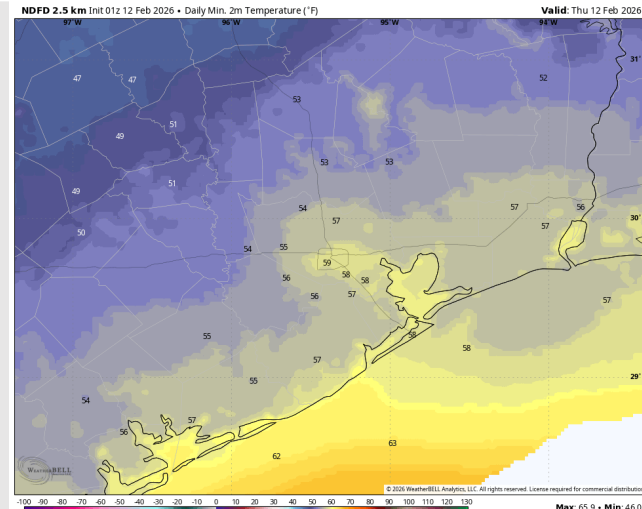 NDFD 2.5 km Init 01z 12 Feb 2026 • Daily Min. 2m Temperature (°F) Valid: Thu 12 Feb 2026
97°W 96°W 95°W 94°W
31°
47 47 52
53
51
49
53 53
51
49
54 57 56
30°
57 57
50
54 55
59
56 58 58
56 57 57
55 58
58
57
29°
55
54
57
56
63
62
WEATHERBELL
© 2026 WeatherBELL Analytics, LLC. All rights reserved. License required for commercial distributio
-100 -90 -80 -70 -60 -50 -40 -30 -20 -10 0 10 20 30 40 50 60 70 80 90 100 110 120 130
Max: 65.9 • Min: 46.0